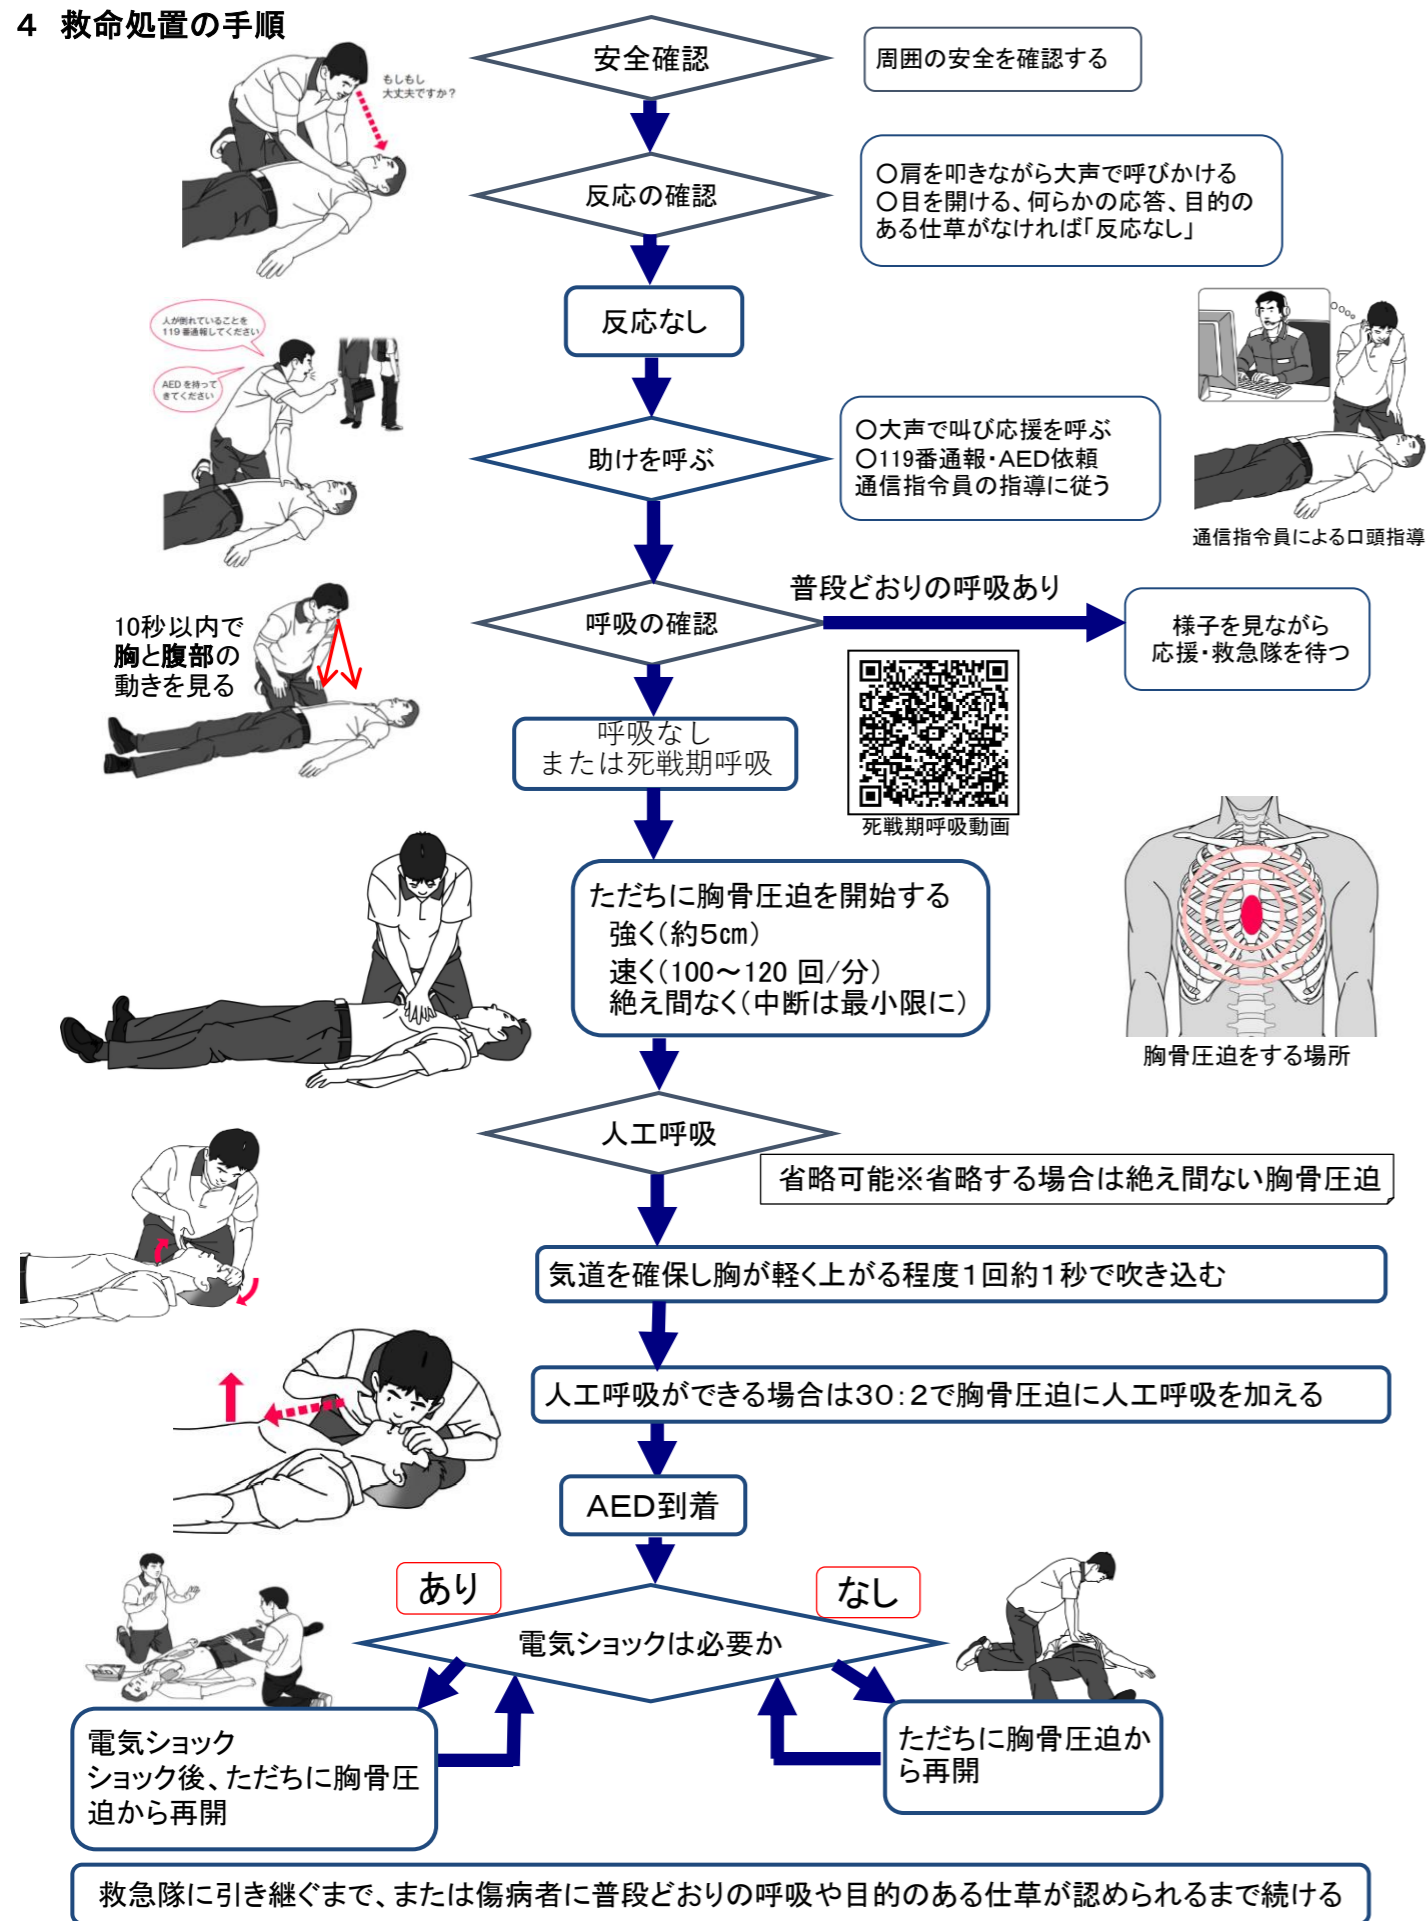 4 救命処置の手順
安全確認
周囲の安全を確認する
もしもし
大丈夫ですか？
反応の確認
○肩を叩きながら大声で呼びかける
○目を開ける、何らかの応答、目的の
ある仕草がなければ「反応なし」
反応なし
人が倒れていることを
119番通報してください
AEDを持って
きてください
助けを呼ぶ
○大声で叫び応援を呼ぶ
○119番通報・AED依頼
通信指令員の指導に従う
通信指令員による口頭指導
10秒以内で
胸と腹部の
動きを見る
呼吸の確認
普段どおりの呼吸あり
様子を見ながら
応援・救急隊を待つ
呼吸なし
または死戦期呼吸
死戦期呼吸動画
ただちに胸骨圧迫を開始する
強く(約5㎝)
速く(100～120 回/分)
絶え間なく(中断は最小限に)
胸骨圧迫をする場所
人工呼吸
省略可能※省略する場合は絶え間ない胸骨圧迫
気道を確保し胸が軽く上がる程度１回約１秒で吹き込む
人工呼吸ができる場合は３０：２で胸骨圧迫に人工呼吸を加える
AED到着
あり
なし
電気ショックは必要か
電気ショック
ショック後、ただちに胸骨圧
迫から再開
ただちに胸骨圧迫か
ら再開
救急隊に引き継ぐまで、または傷病者に普段どおりの呼吸や目的のある仕草が認められるまで続ける